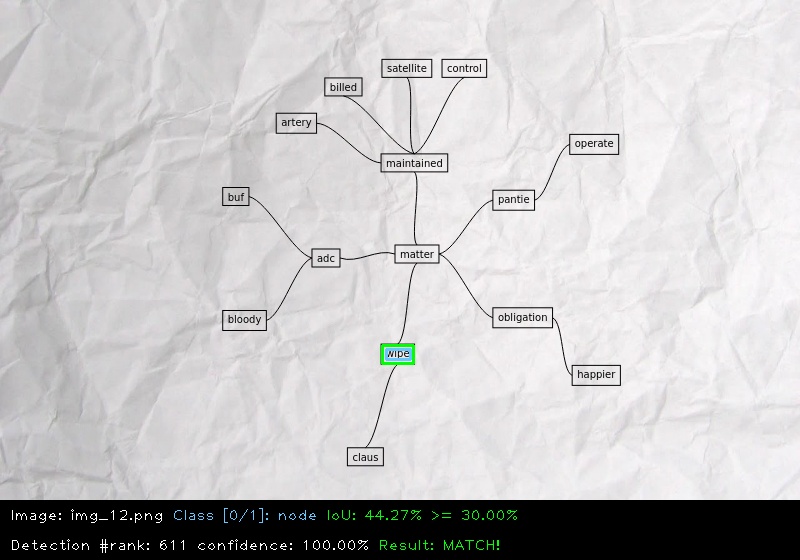 satellite
control
billed
artery
maintained
operate
buf
pantie
adc
matter
bloody
obligation
wipe
happier
claus
Image: img_12.png Class [0/1]: node IoU: 44.27% >= 30.00%
Detection #rank: 611 confidence: 100.00% Result: MATCH!